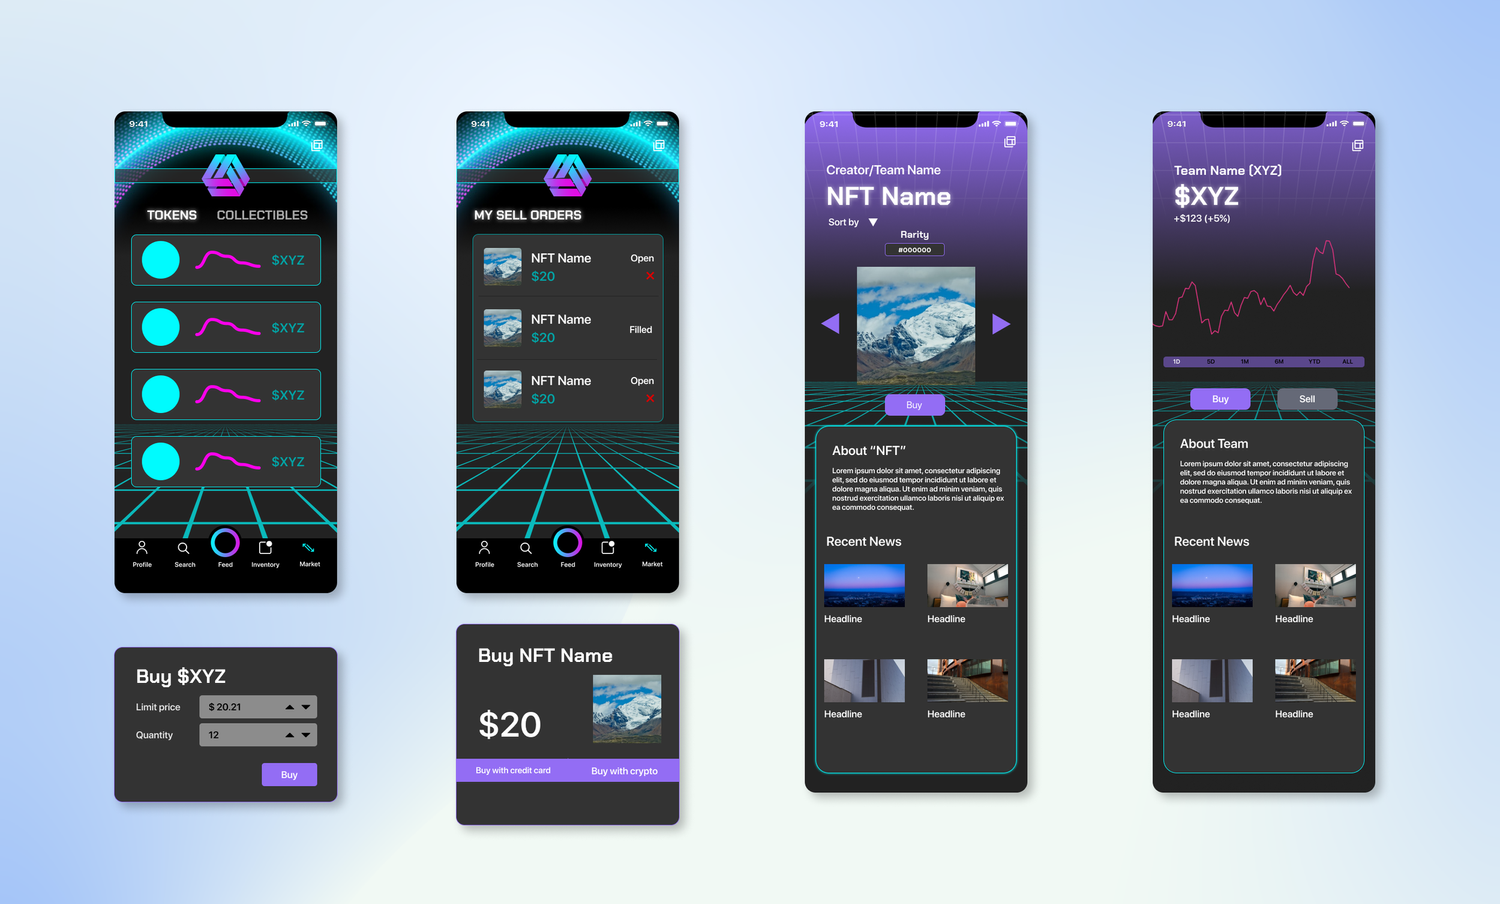 9:41
TOKENS COLLECTIBLES
$XYZ
$XYZ
$XYZ
$XYZ
Profile Search Feed Inventory Market
Buy $XYZ
Limit price $ 20.21
Quantity 12
Buy
9:41
MY SELL ORDERS
NFT Name Open
$20
NFT Name Filled
$20
NFT Name Open
$20
Profile Search Feed Inventory Market
Buy NFT Name
$20
Buy with credit card Buy with crypto
9:41
Creator/Team Name
NFT Name
Sort by
Rarity
#000000
Buy
About “NFT”
Lorem ipsum dolor sit amet, consectetur adipiscing
elit, sed do eiusmod tempor incididunt ut labore et
dolore magna aliqua. Ut enim ad minim veniam, quis
nostrud exercitation ullamco laboris nisi ut aliquip ex
ea commodo consequat.
Recent News
Headline Headline
Headline Headline
9:41
Team Name (XYZ)
$XYZ
+$123 (+5%)
1D 5D 1M 6M YTD ALL
Buy Sell
About Team
Lorem ipsum dolor sit amet, consectetur adipiscing
elit, sed do eiusmod tempor incididunt ut labore et
dolore magna aliqua. Ut enim ad minim veniam, quis
nostrud exercitation ullamco laboris nisi ut aliquip ex
ea commodo consequat.
Recent News
Headline Headline
Headline Headline